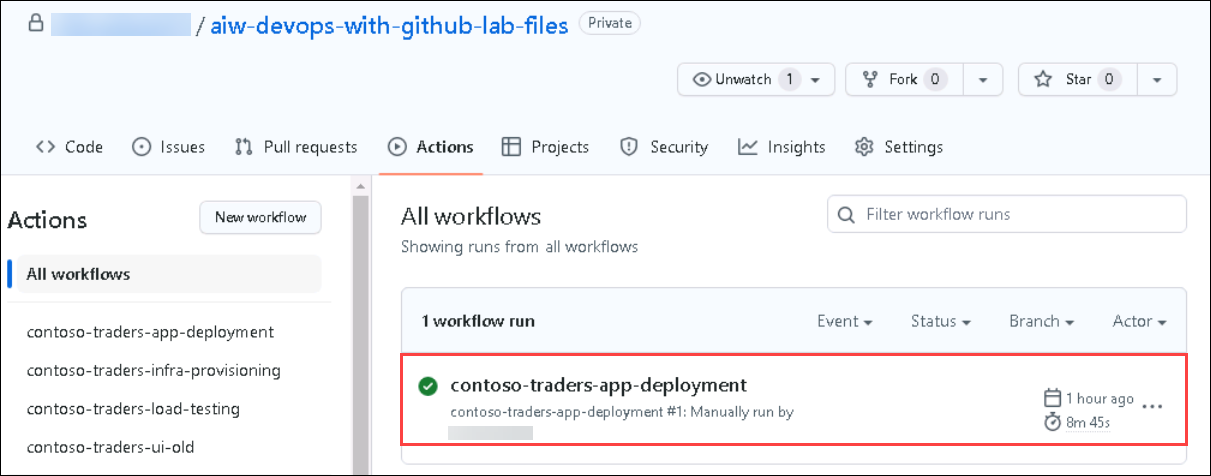 / aiw-devops-with-github-lab-files Private
Unwatch 1 Fork 0 Star 0
Code Issues Pull requests Actions Projects Security Insights Settings
Actions New workflow
All workflows
contoso-traders-app-deployment
contoso-traders-infra-provisioning
contoso-traders-load-testing
contoso-traders-ui-old
All workflows
Filter workflow runs
Showing runs from all workflows
1 workflow run Event Status Branch Actor
contoso-traders-app-deployment
contoso-traders-app-deployment #1: Manually run by
1 hour ago
8m 45s